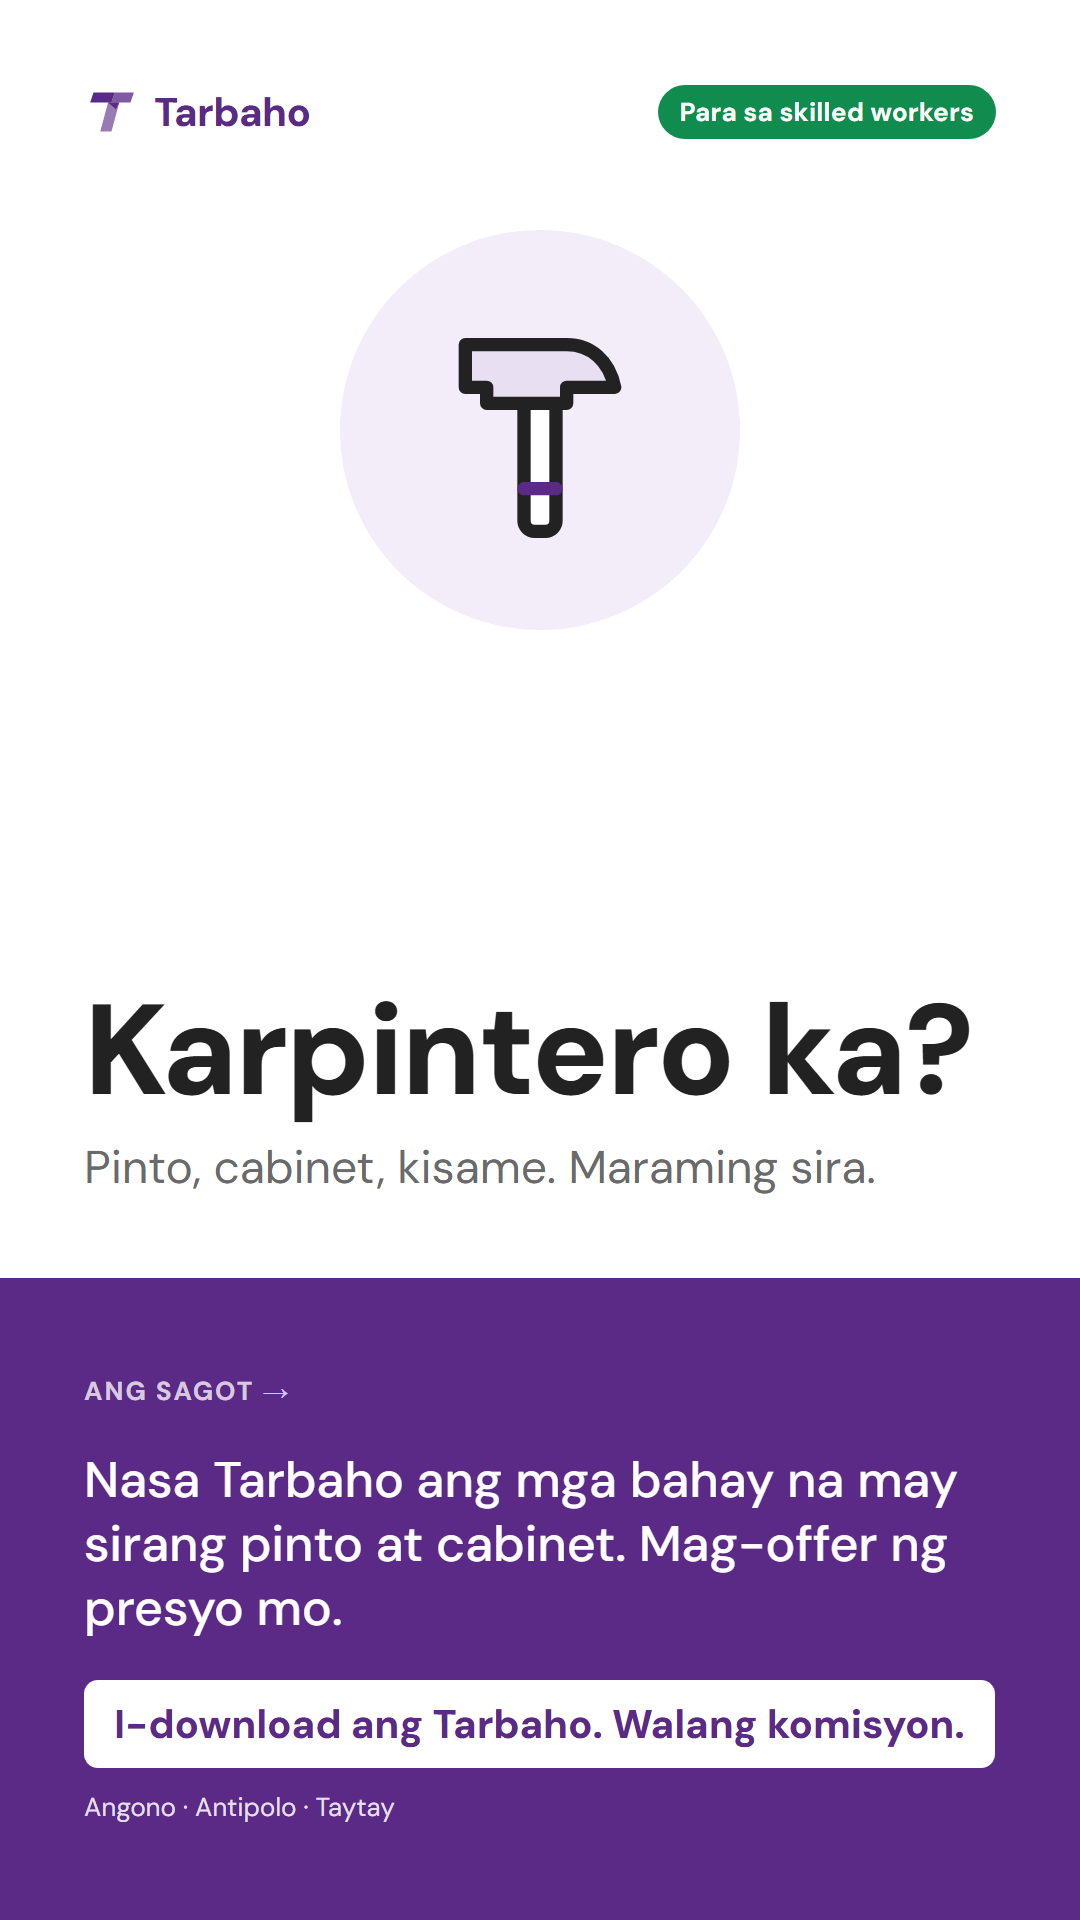 Tarbaho
Para sa skilled workers
Karpintero ka?
Pinto, cabinet, kisame. Maraming sira.
ANG SAGOT →
Nasa Tarbaho ang mga bahay na may
sirang pinto at cabinet. Mag-offer ng
presyo mo.
I-download ang Tarbaho. Walang komisyon.
Angono · Antipolo · Taytay